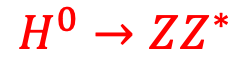 H⁰ → ZZ*